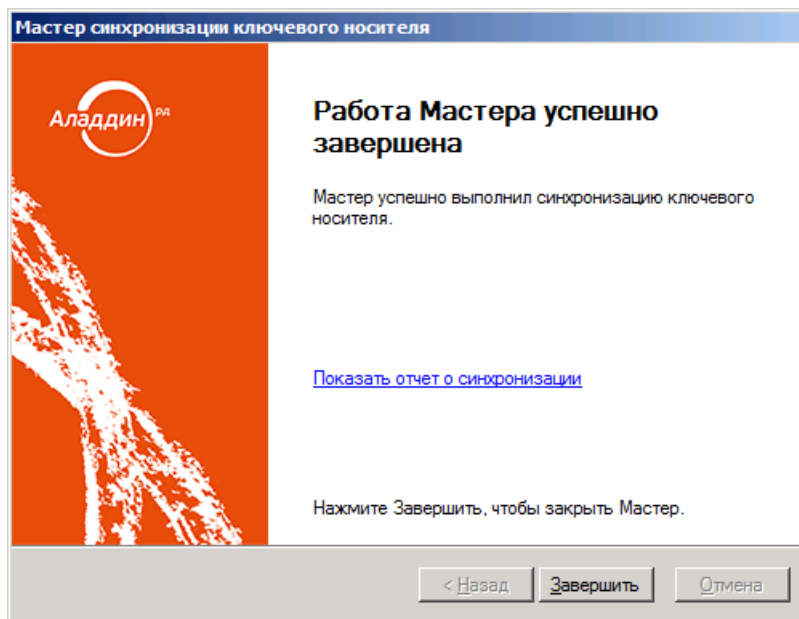 Мастер синхронизации ключевого носителя
Аладдин РД
Работа Мастера успешно
завершена
Мастер успешно выполнил синхронизацию ключевого
носителя.
Показать отчет о синхронизации
Нажмите Завершить, чтобы закрыть Мастер.
< Назад Завершить Отмена